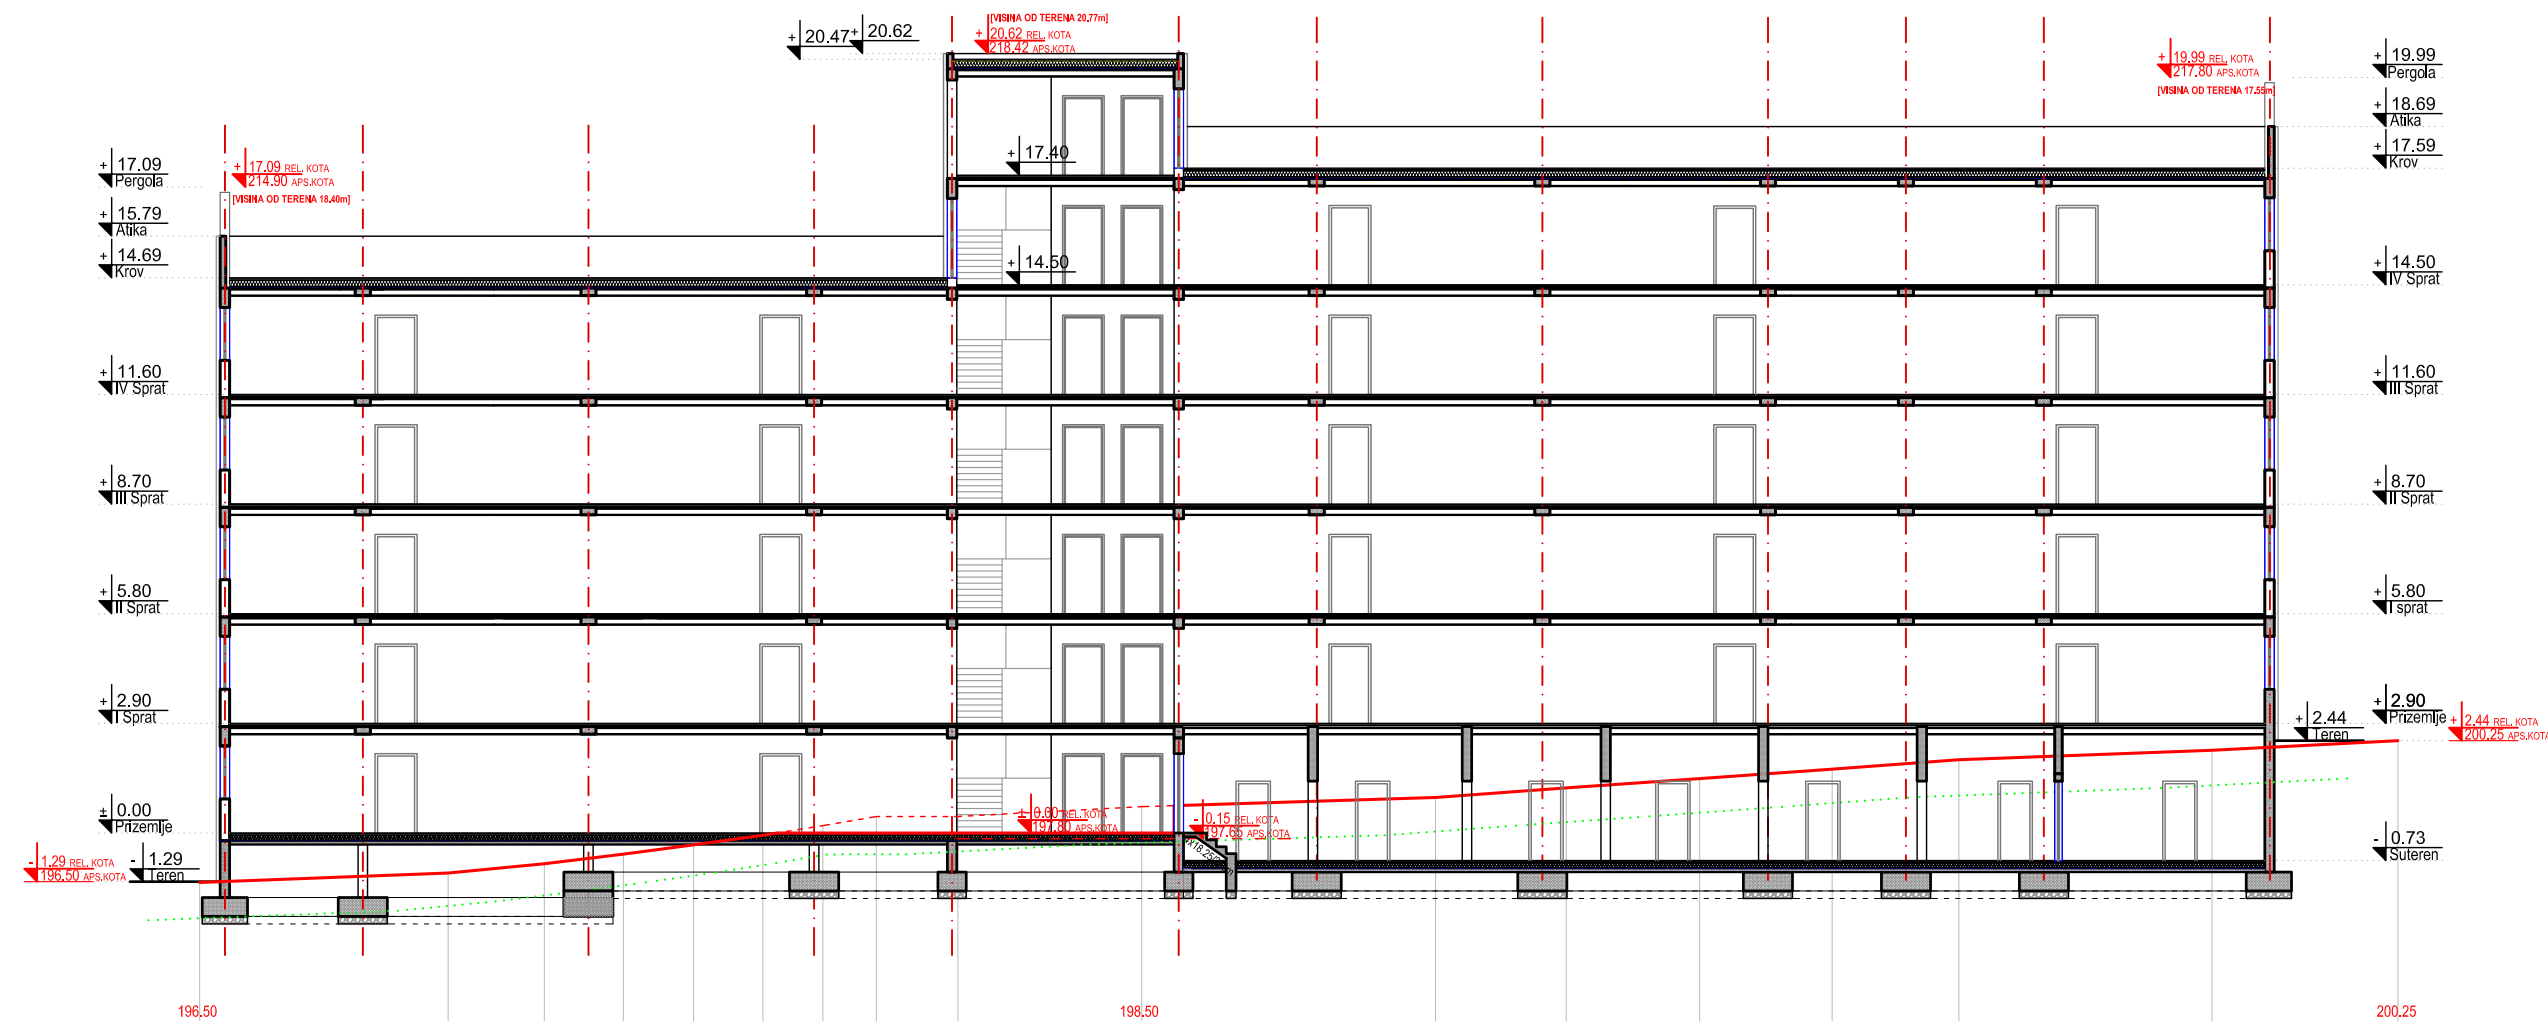 [VISINA OD TERENA 20.77m]
+ 20.47
+ 20.62
+ 20.62 REL. KOTA
218.42 APS.KOTA
+ 19.99 REL. KOTA
217.80 APS.KOTA
[VISINA OD TERENA 17.55m]
+ 19.99
Pergola
+ 18.69
Atika
+ 17.59
Krov
+ 17.09
Pergola
+ 17.09 REL. KOTA
214.90 APS.KOTA
[VISINA OD TERENA 18.40m]
+ 17.40
+ 15.79
Atika
+ 14.69
Krov
+ 14.50
+ 14.50
IV Sprat
+ 11.60
IV Sprat
+ 11.60
III Sprat
+ 8.70
III Sprat
+ 8.70
II Sprat
+ 5.80
II Sprat
+ 5.80
I sprat
+ 2.90
I Sprat
+ 2.90
Prizemlje
+ 2.44
Teren
+ 2.44 REL. KOTA
200.25 APS.KOTA
± 0.00
Prizemlje
± 0.00 REL. KOTA
197.80 APS.KOTA
- 0.15 REL. KOTA
197.65 APS.KOTA
- 0.73
Suteren
- 1.29 REL. KOTA
196.50 APS.KOTA
- 1.29
Teren
196.50
198.50
200.25